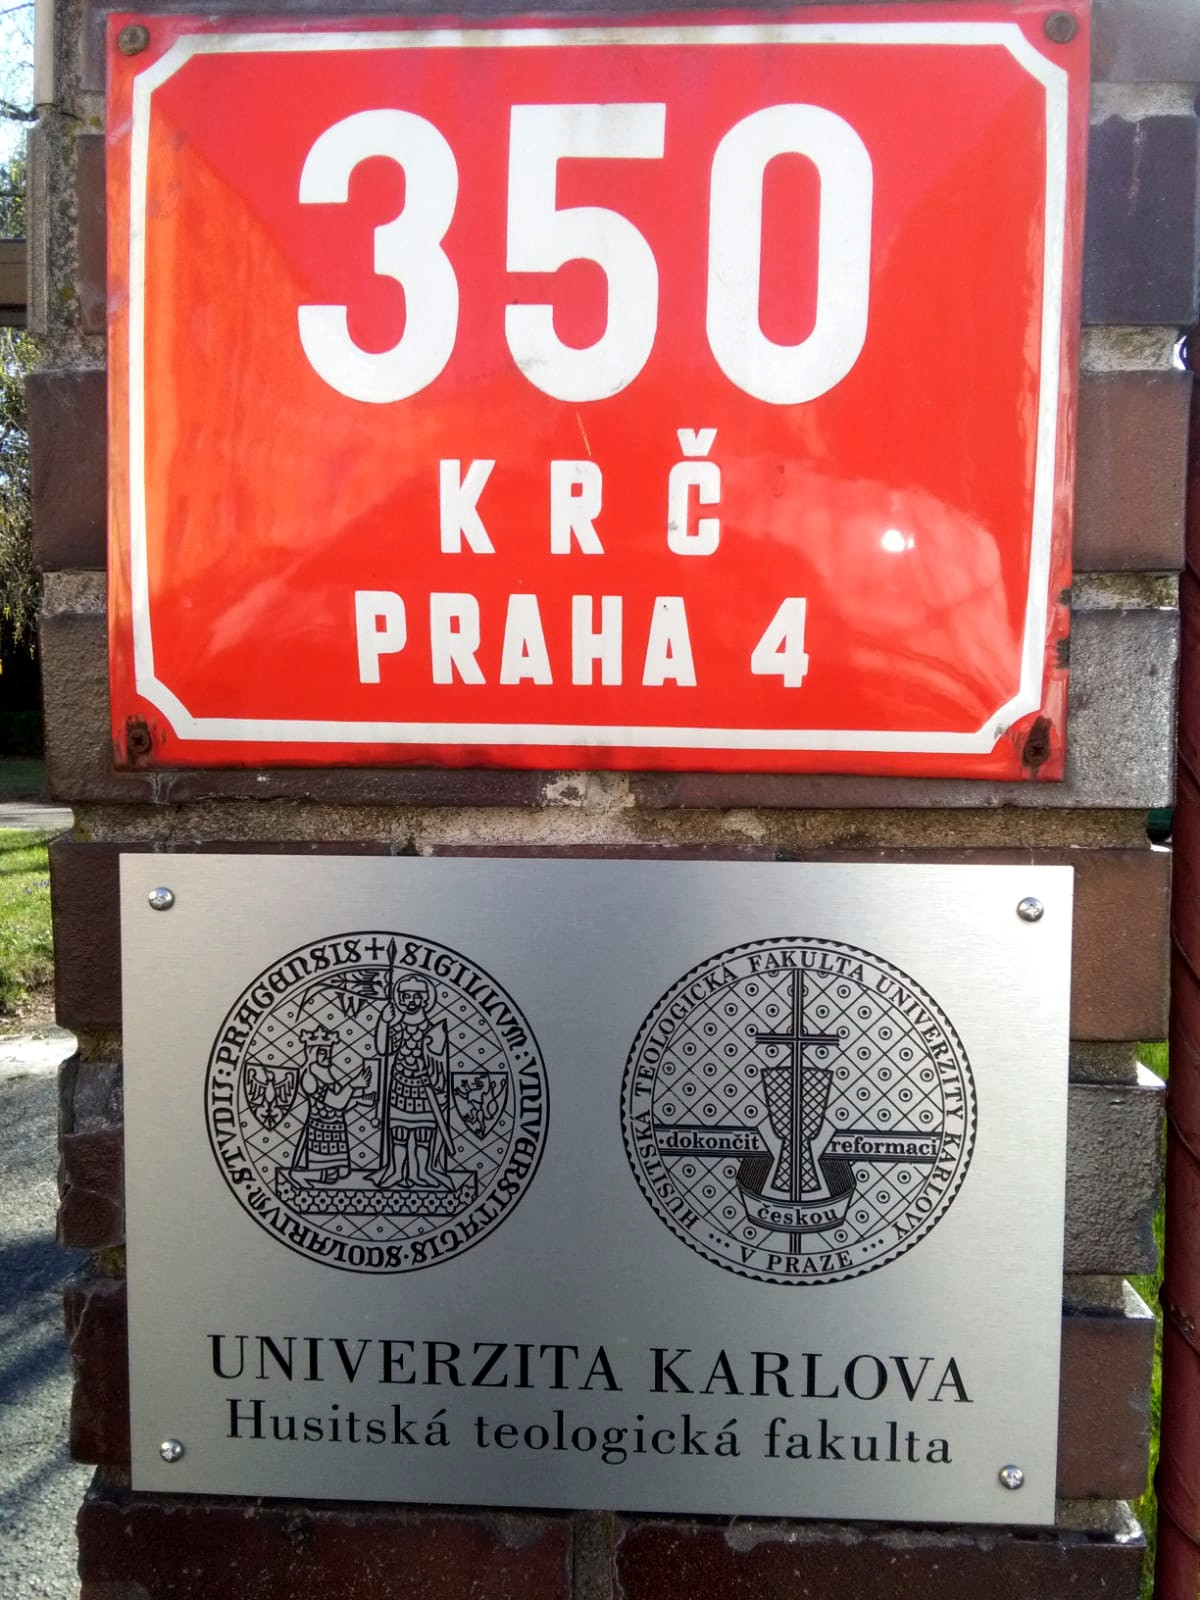 350
KRČ
PRAHA 4
SIGILLVM:VNIVERSITATIS·SCOLARIVM·STVDII:PRAGENSIS+
HUSITSKÁ TEOLOGICKÁ FAKULTA UNIVERZITY KARLOVY
··· V PRAZE ···
·dokončit reformaci
českou
UNIVERZITA KARLOVA
Husitská teologická fakulta